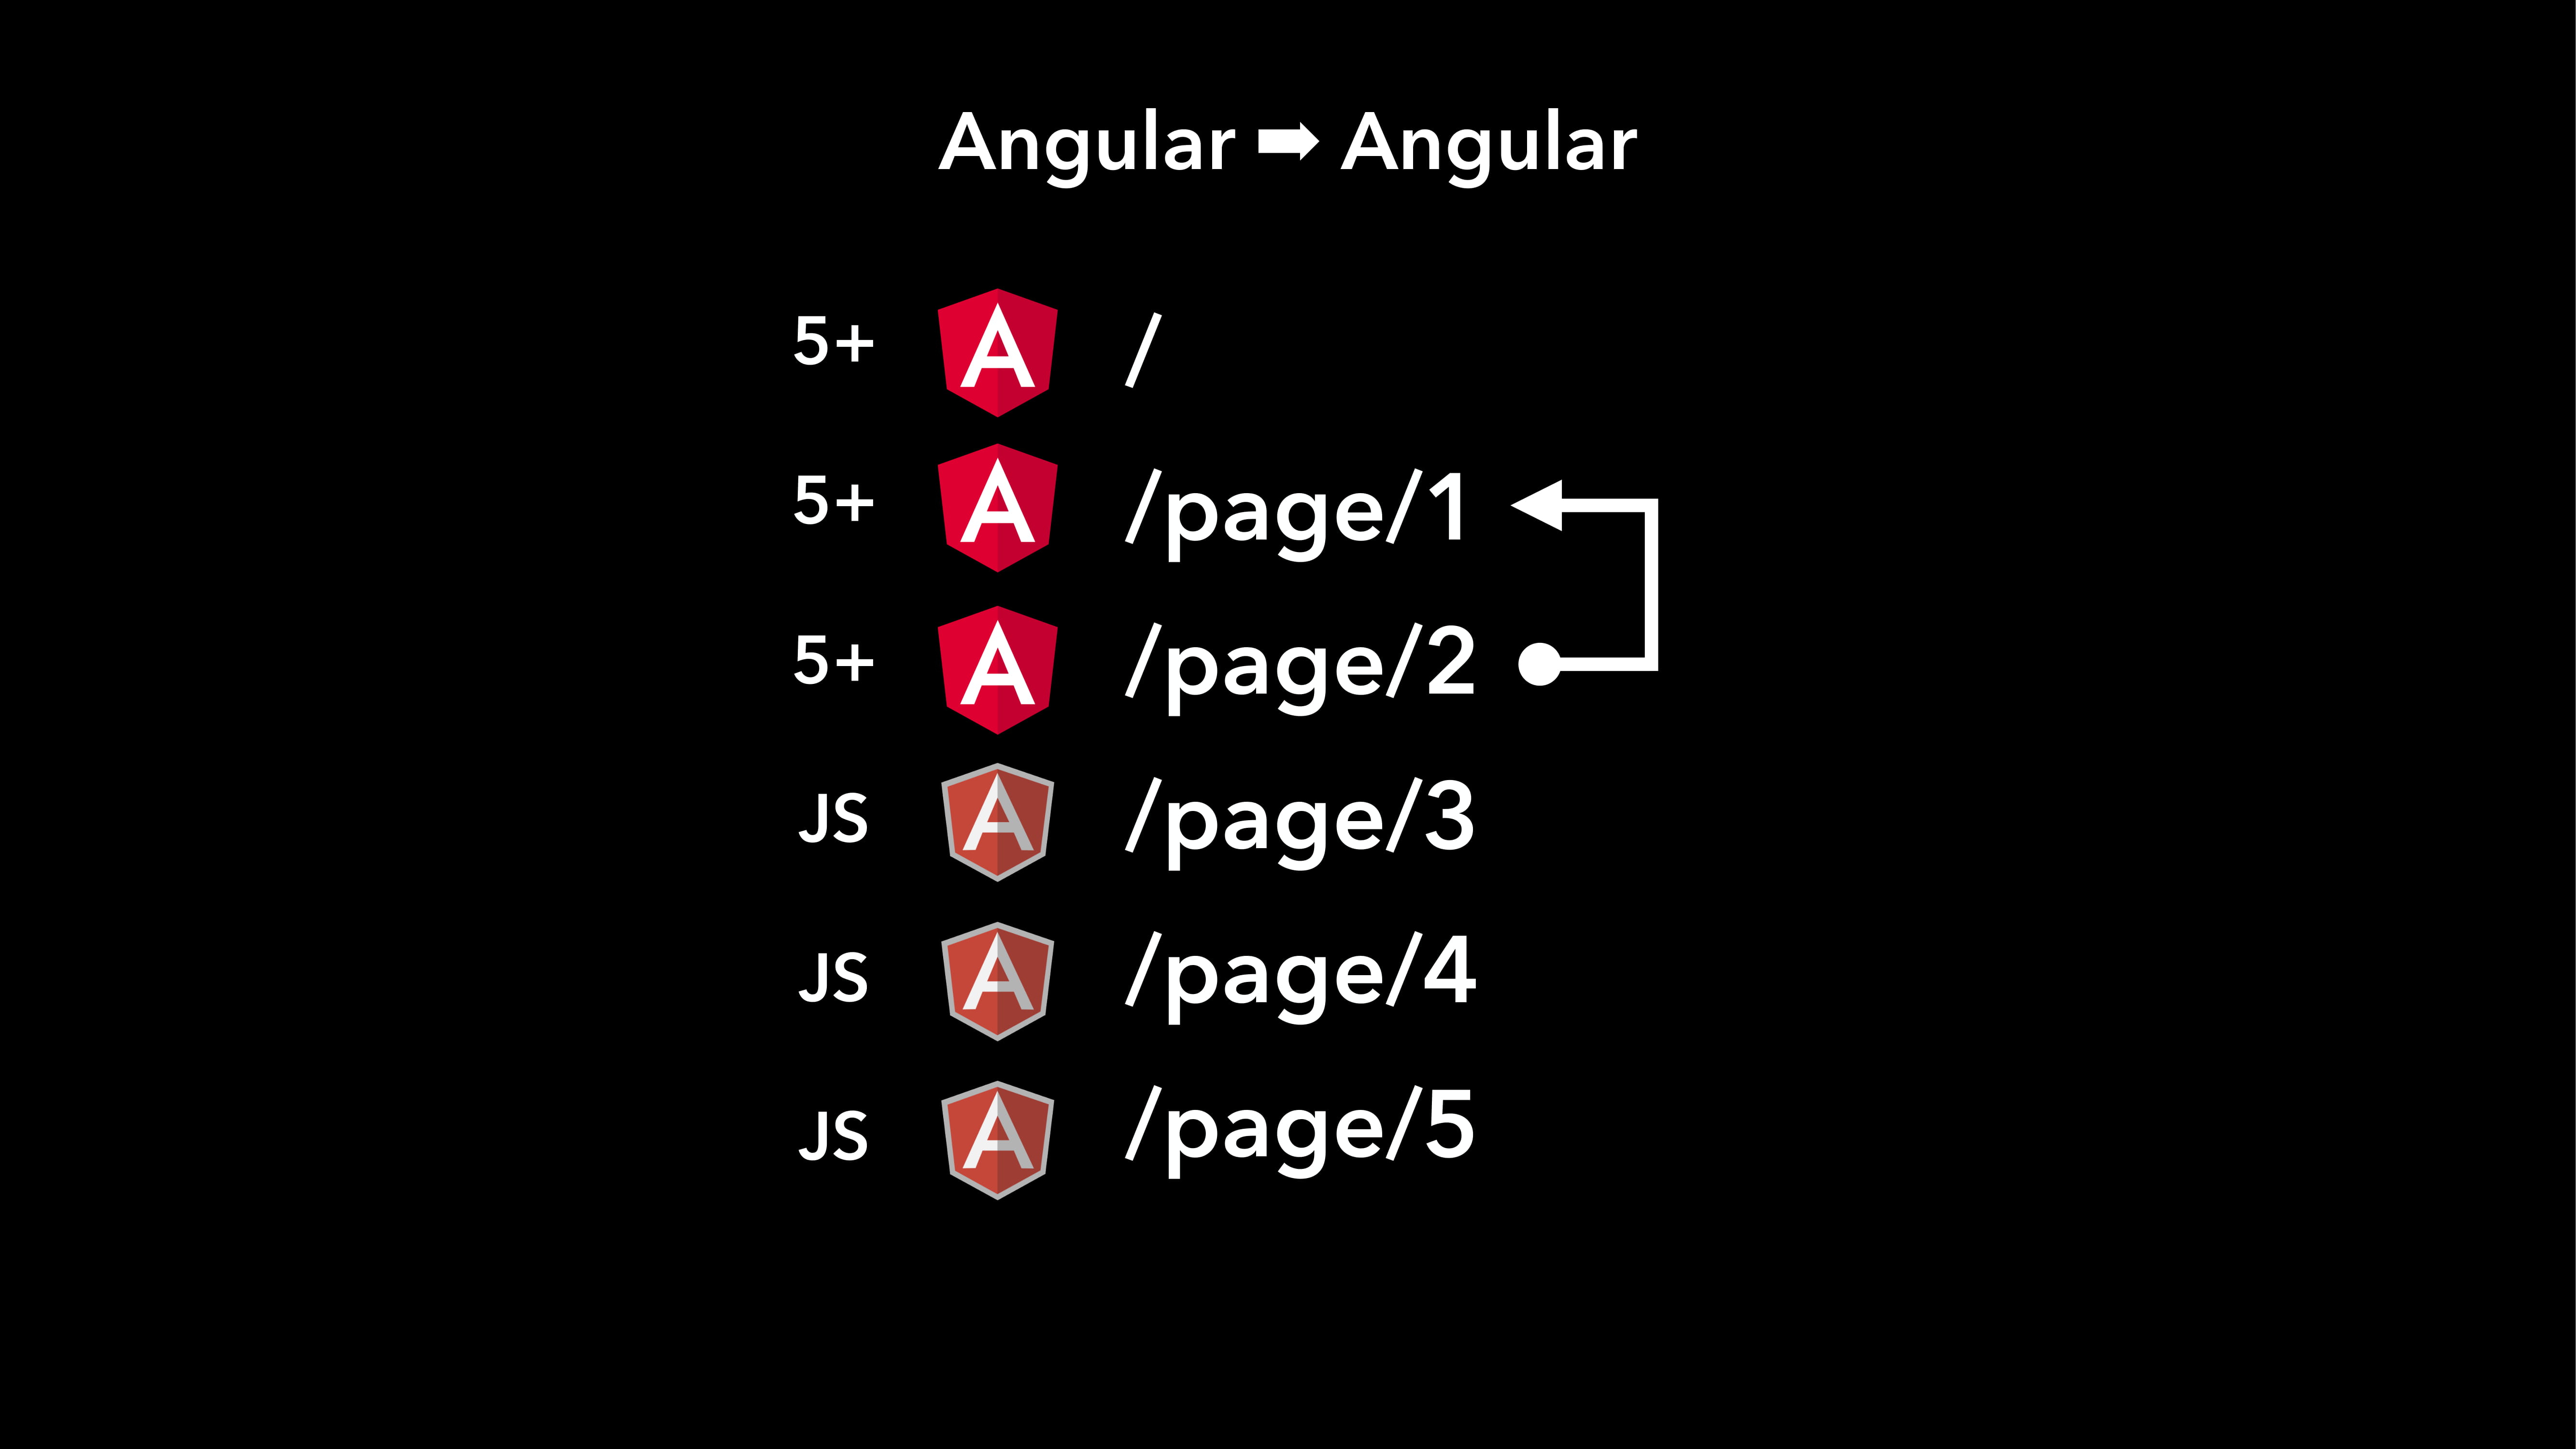 Angular ➡ Angular
5+ A /
5+ A /page/1
5+ A /page/2
JS A /page/3
JS A /page/4
JS A /page/5